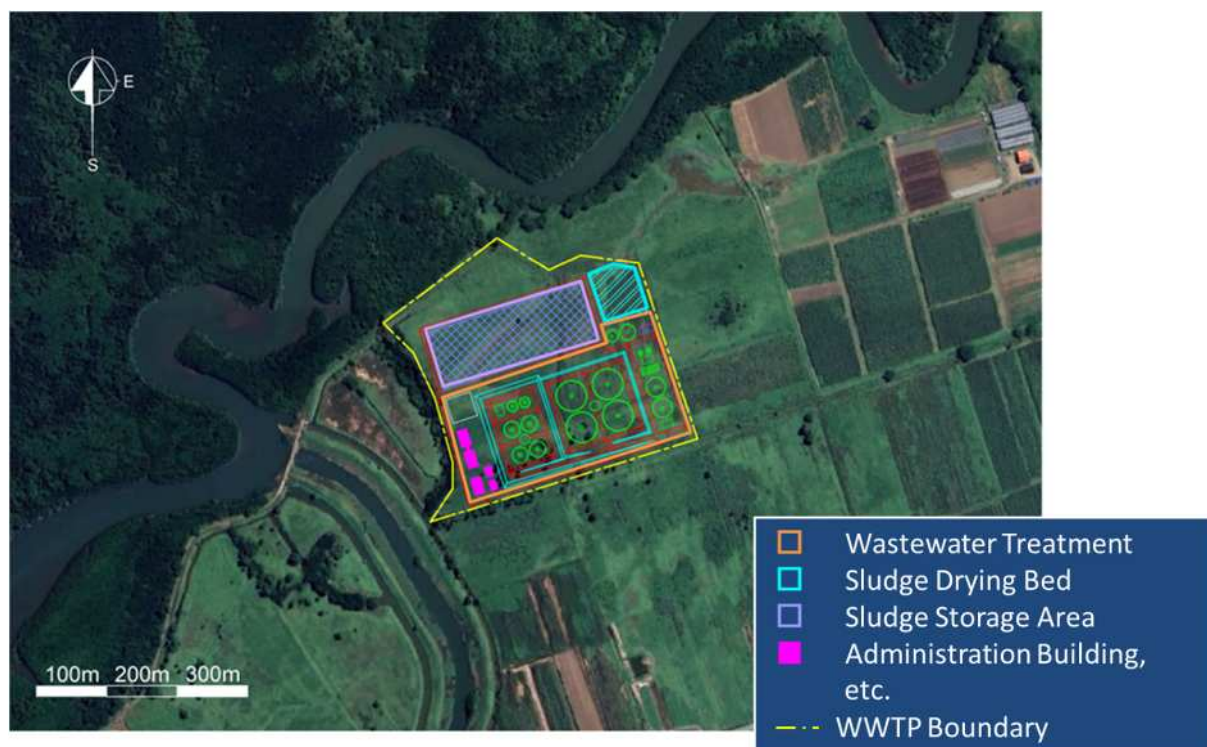 E
S
100m 200m 300m
Wastewater Treatment
Sludge Drying Bed
Sludge Storage Area
Administration Building,
etc.
WWTP Boundary